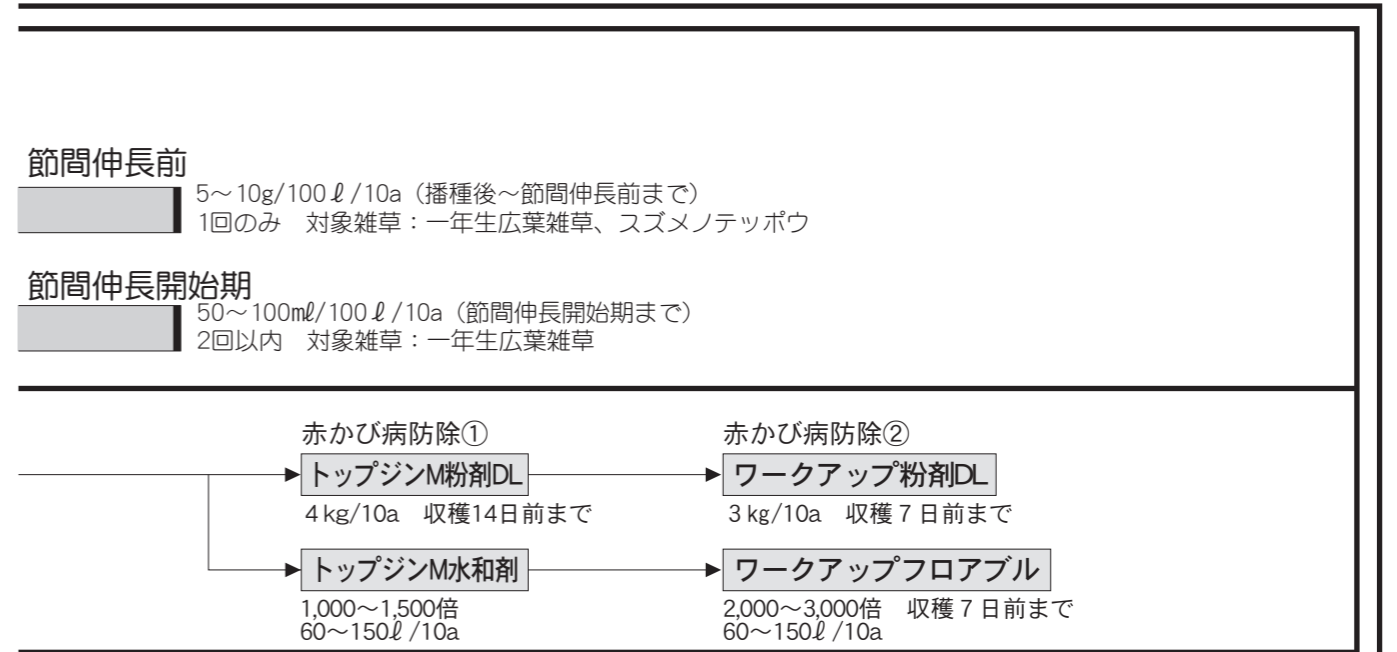 節間伸長前
5～10g/100ℓ/10a（播種後～節間伸長前まで）
1回のみ　対象雑草：一年生広葉雑草、スズメノテッポウ
節間伸長開始期
50～100mℓ/100ℓ/10a（節間伸長開始期まで）
2回以内　対象雑草：一年生広葉雑草
赤かび病防除①
トップジンM粉剤DL
4kg/10a　収穫14日前まで
赤かび病防除②
ワークアップ粉剤DL
3kg/10a　収穫7日前まで
トップジンM水和剤
1,000～1,500倍
60～150ℓ/10a
ワークアップフロアブル
2,000～3,000倍　収穫7日前まで
60～150ℓ/10a